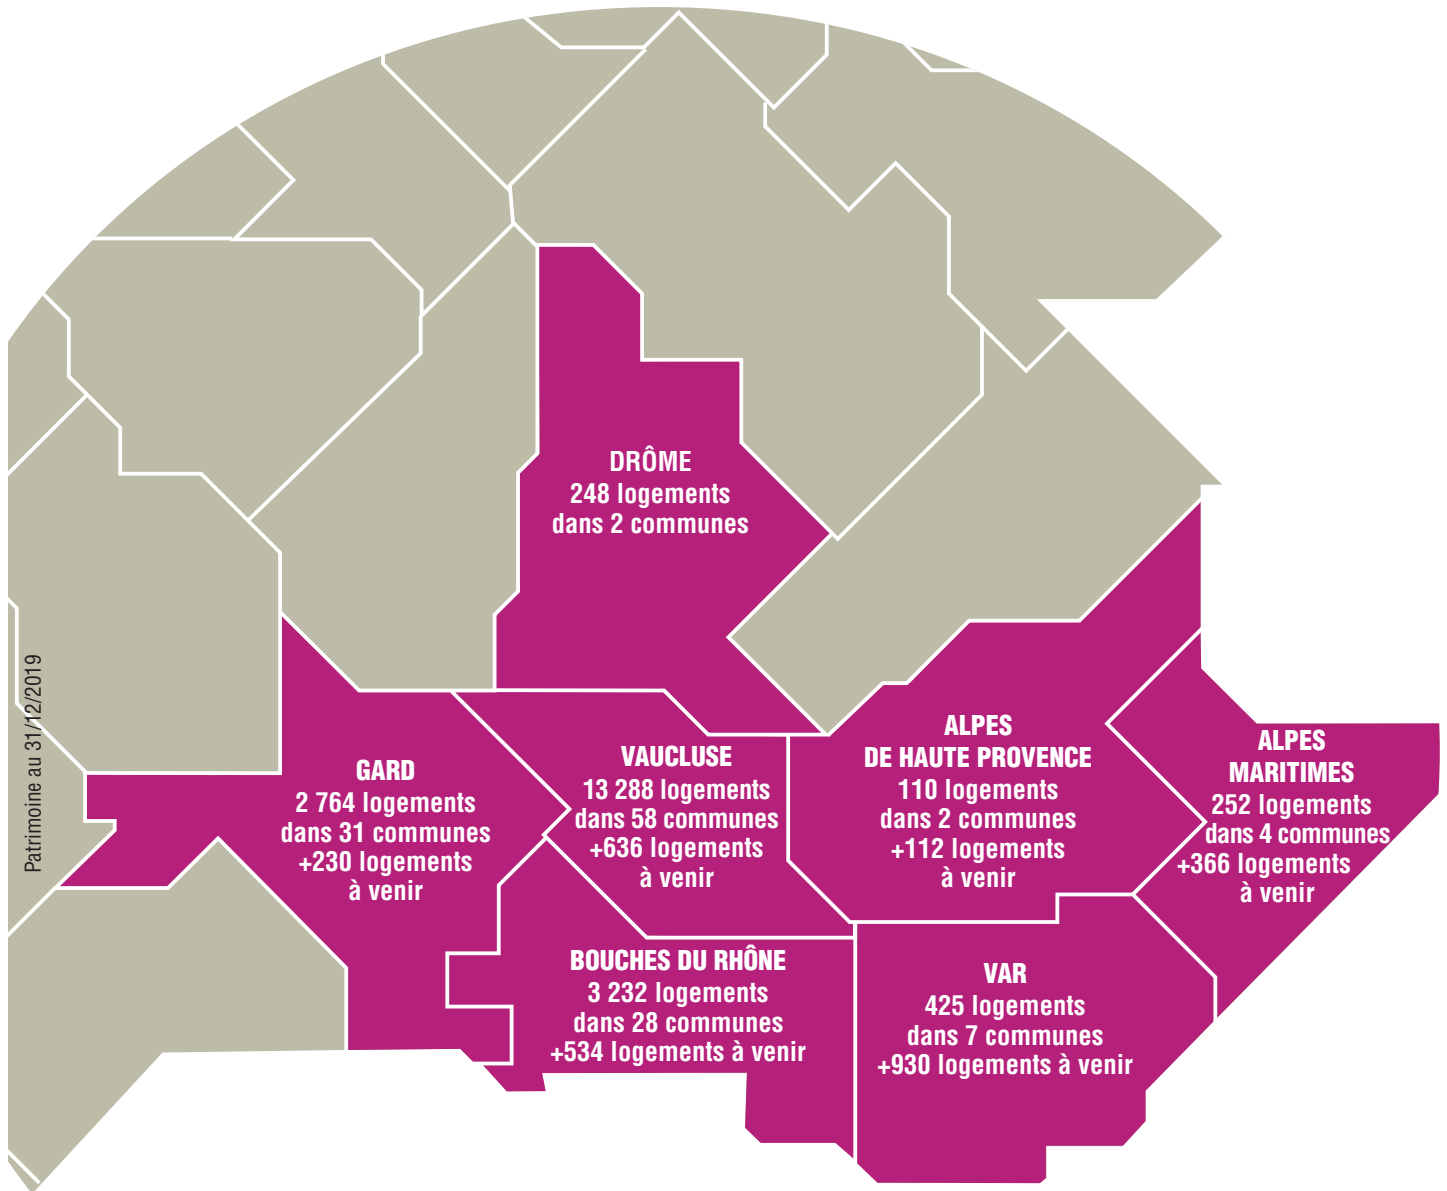 DRÔME
248 logements
dans 2 communes
GARD
2 764 logements
dans 31 communes
+230 logements
à venir
VAUCLUSE
13 288 logements
dans 58 communes
+636 logements
à venir
ALPES
DE HAUTE PROVENCE
110 logements
dans 2 communes
+112 logements
à venir
ALPES
MARITIMES
252 logements
dans 4 communes
+366 logements
à venir
BOUCHES DU RHÔNE
3 232 logements
dans 28 communes
+534 logements à venir
VAR
425 logements
dans 7 communes
+930 logements à venir
Patrimoine au 31/12/2019